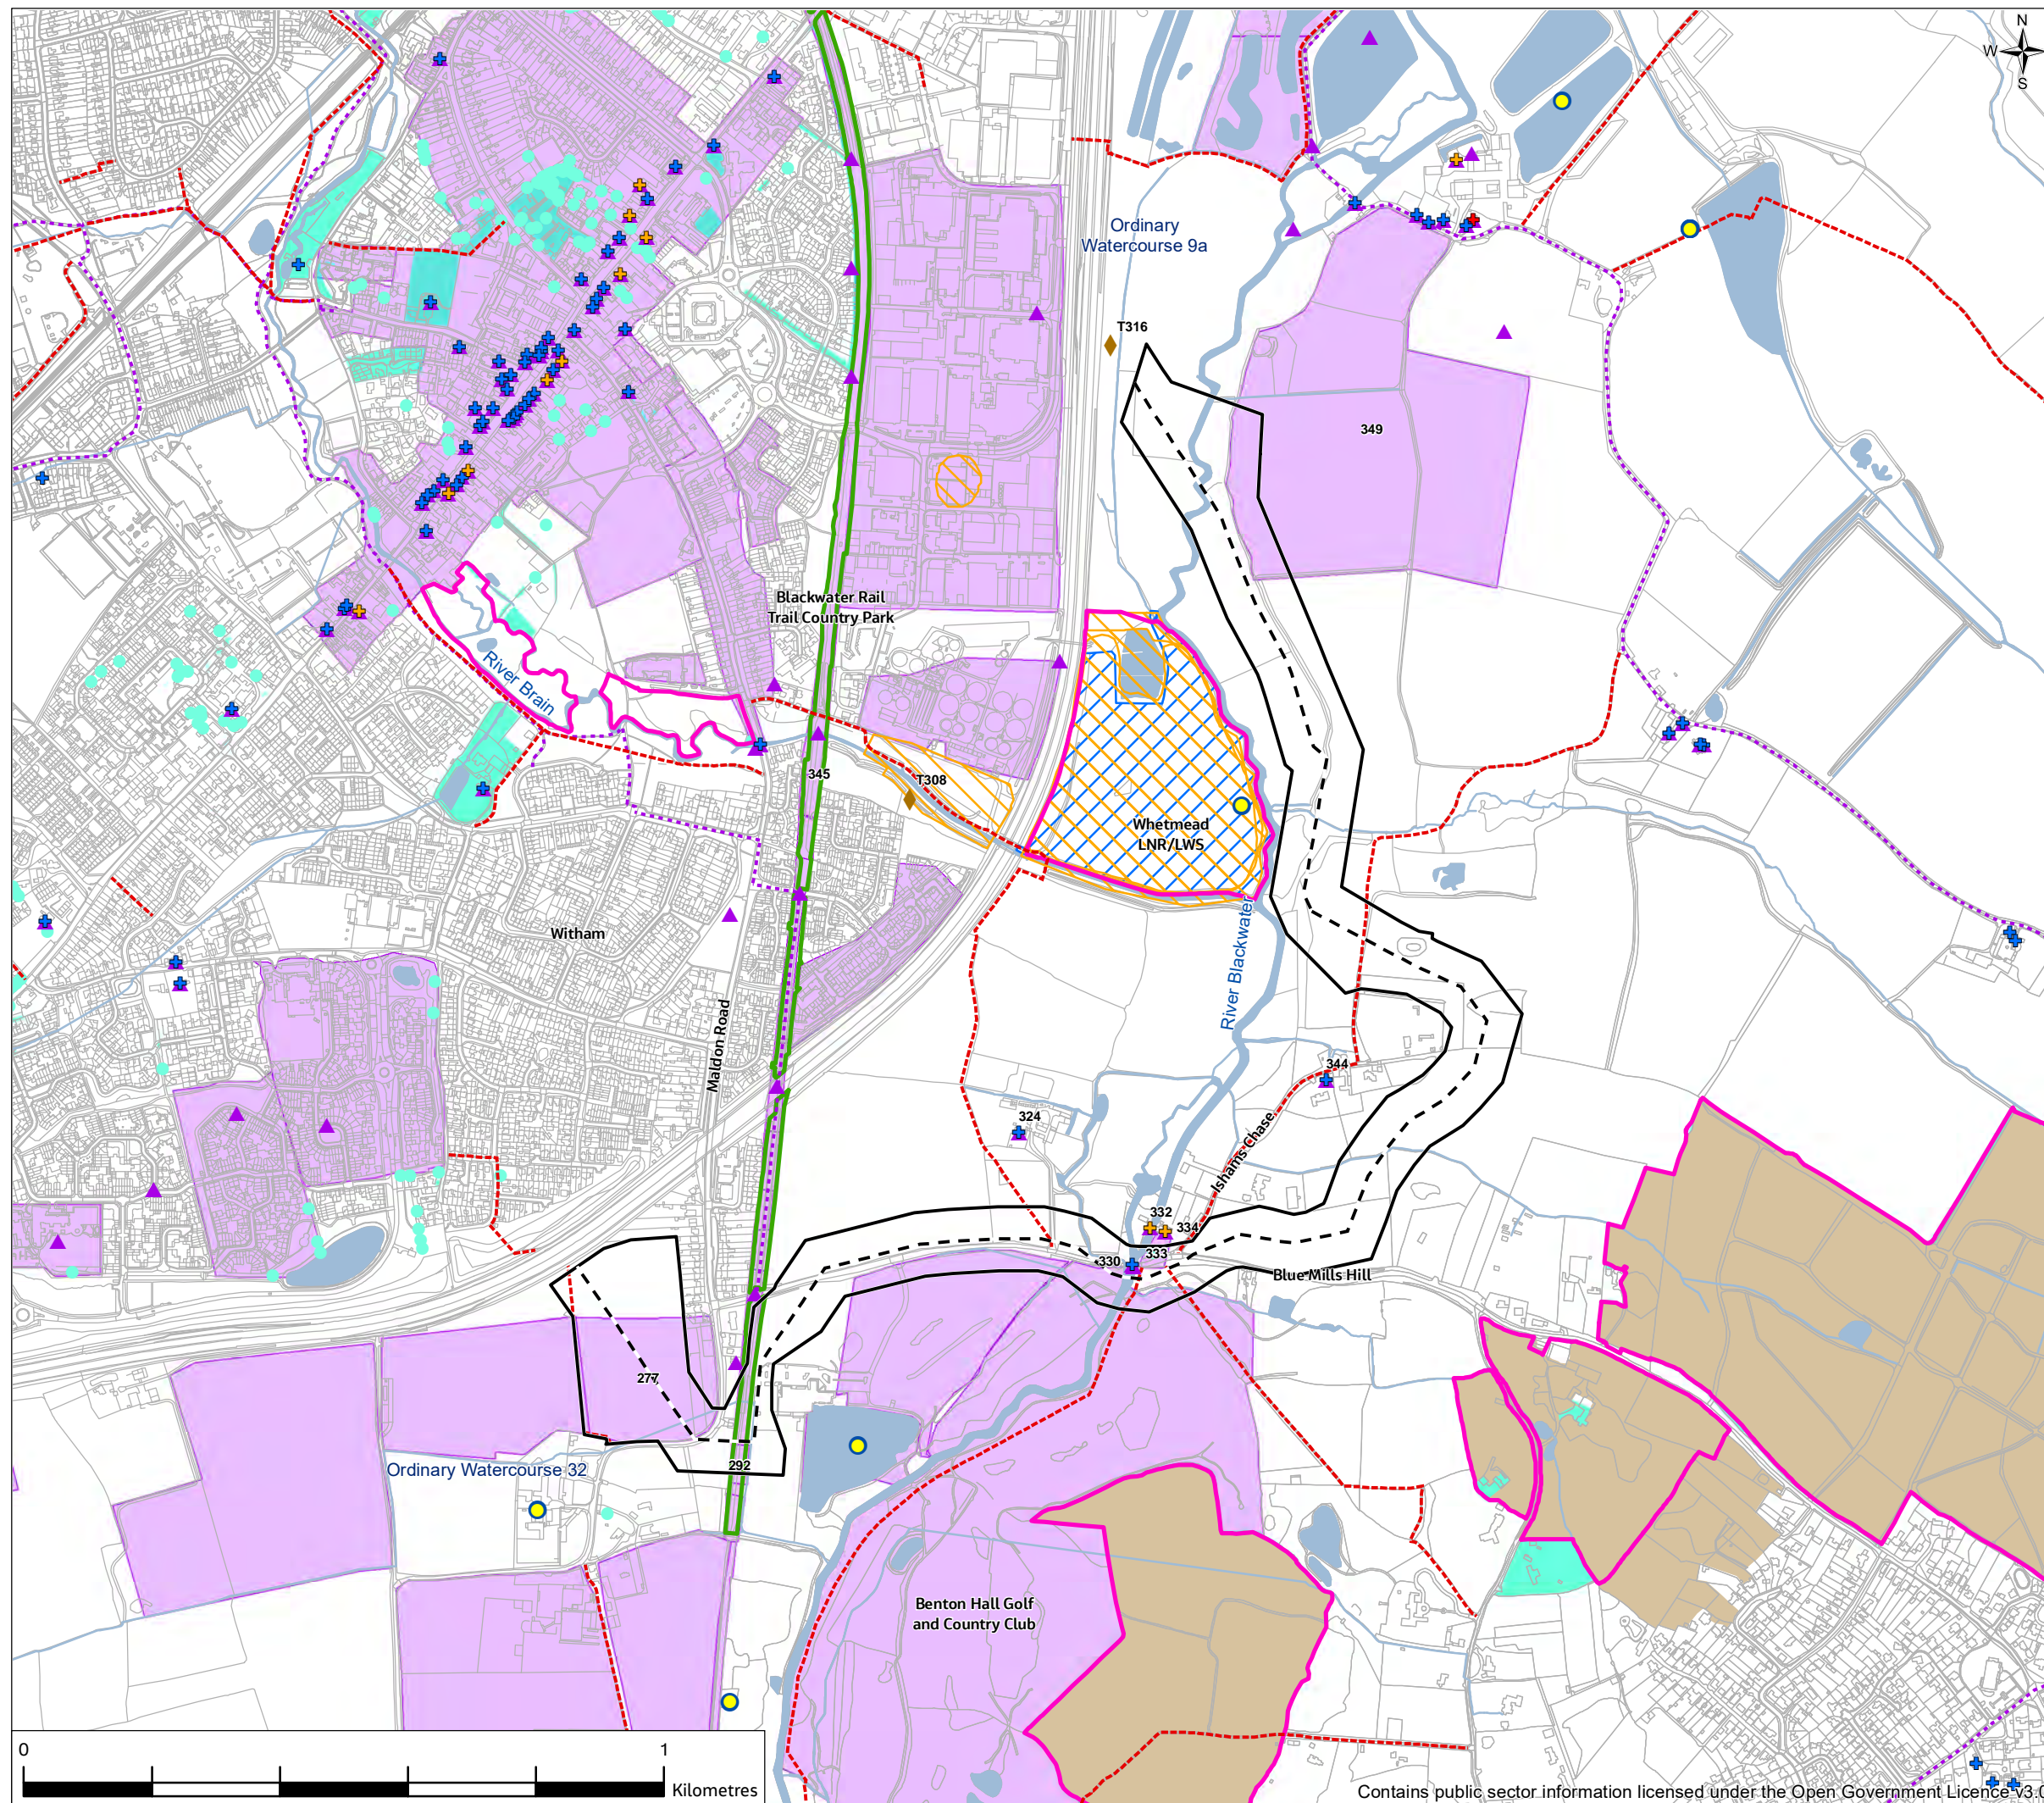 N
W
S
Ordinary
Watercourse 9a
T316
349
Blackwater Rail
Trail Country Park
River Brain
345
T308
Whetmead
LNR/LWS
River Blackwater
Witham
Maldon Road
344
324
Ishams Chase
332
334
333
330
Blue Mills Hill
277
292
Ordinary Watercourse 32
Benton Hall Golf
and Country Club
0
1
Kilometres
Contains public sector information licensed under the Open Government Licence v3.0